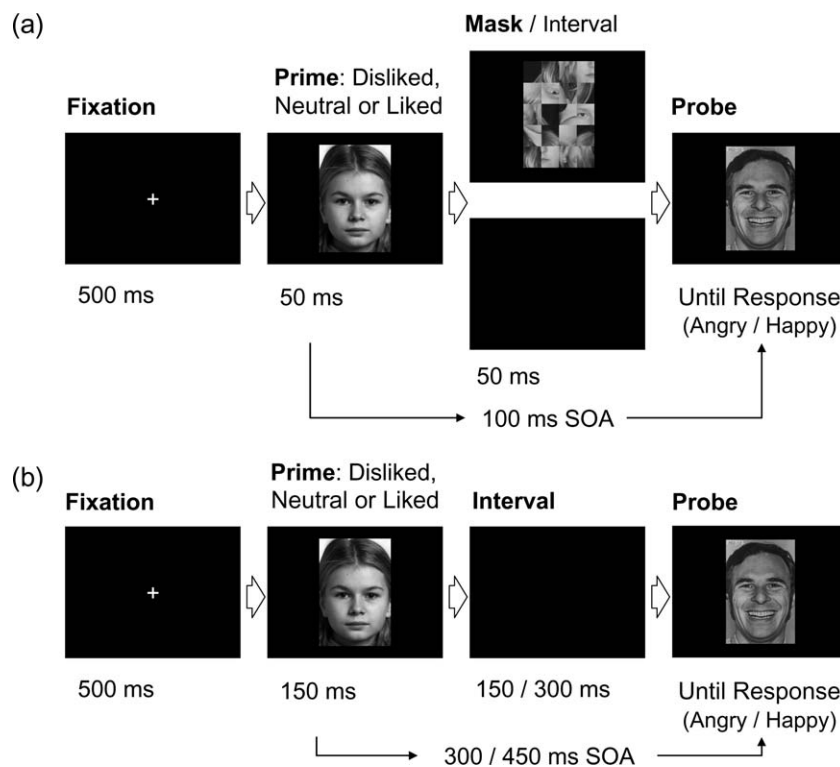 (a)
Mask / Interval
Prime: Disliked,
Neutral or Liked
Fixation
Probe
+
500 ms
50 ms
Until Response
(Angry / Happy)
50 ms
100 ms SOA
(b)
Prime: Disliked,
Neutral or Liked
Fixation
Interval
Probe
+
500 ms
150 ms
150 / 300 ms
Until Response
(Angry / Happy)
300 / 450 ms SOA